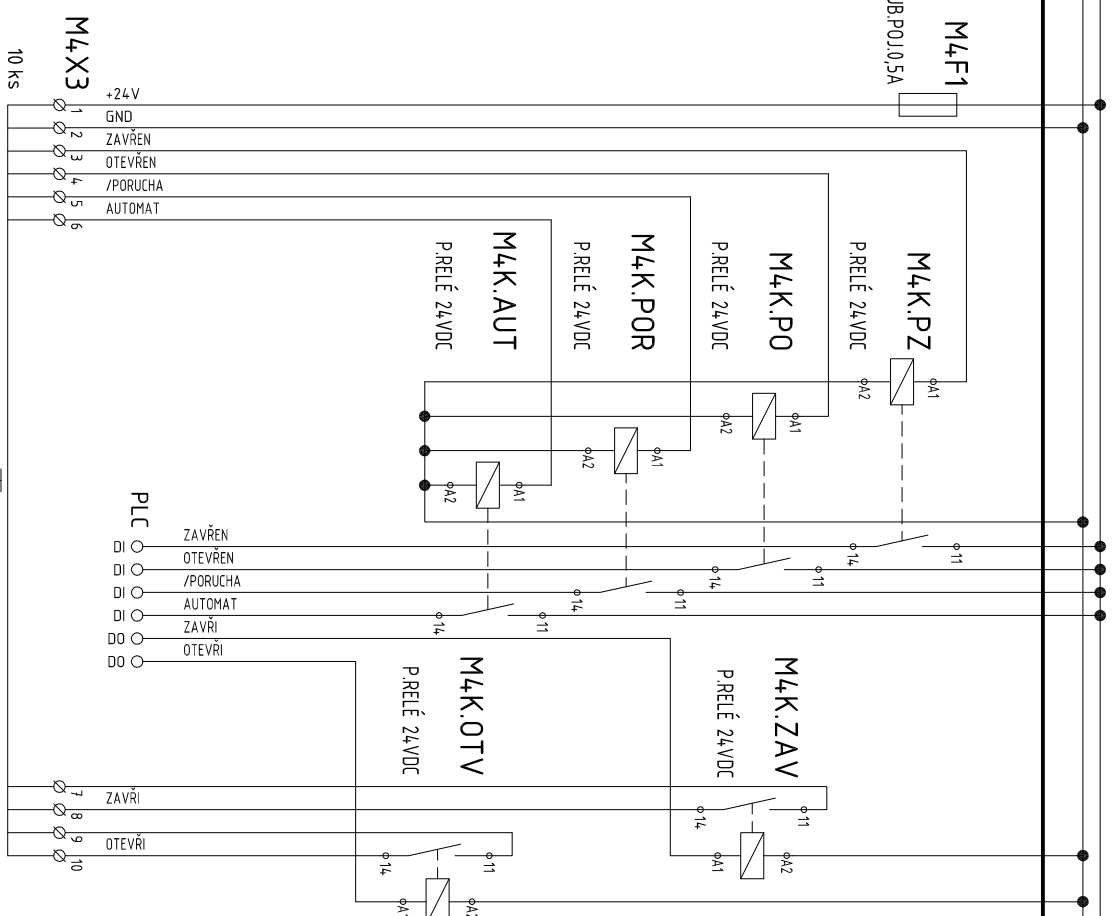 M4F1
UB.POJ.0,5A
M4X3
10 ks
+24V
1
GND
2
ZAVŘEN
3
OTEVŘEN
4
/PORUCHA
5
AUTOMAT
6
M4K.PZ
P.RELÉ 24VDC
A1
A2
M4K.PO
P.RELÉ 24VDC
A1
A2
M4K.POR
P.RELÉ 24VDC
A1
A2
M4K.AUT
P.RELÉ 24VDC
A1
A2
PLC
DI
ZAVŘEN
14
11
DI
OTEVŘEN
14
11
DI
/PORUCHA
14
11
DI
AUTOMAT
14
11
DO
ZAVŘI
DO
OTEVŘI
M4K.ZAV
P.RELÉ 24VDC
14
11
A1
A2
M4K.OTV
P.RELÉ 24VDC
14
11
A2
7
ZAVŘI
8
9
OTEVŘI
10